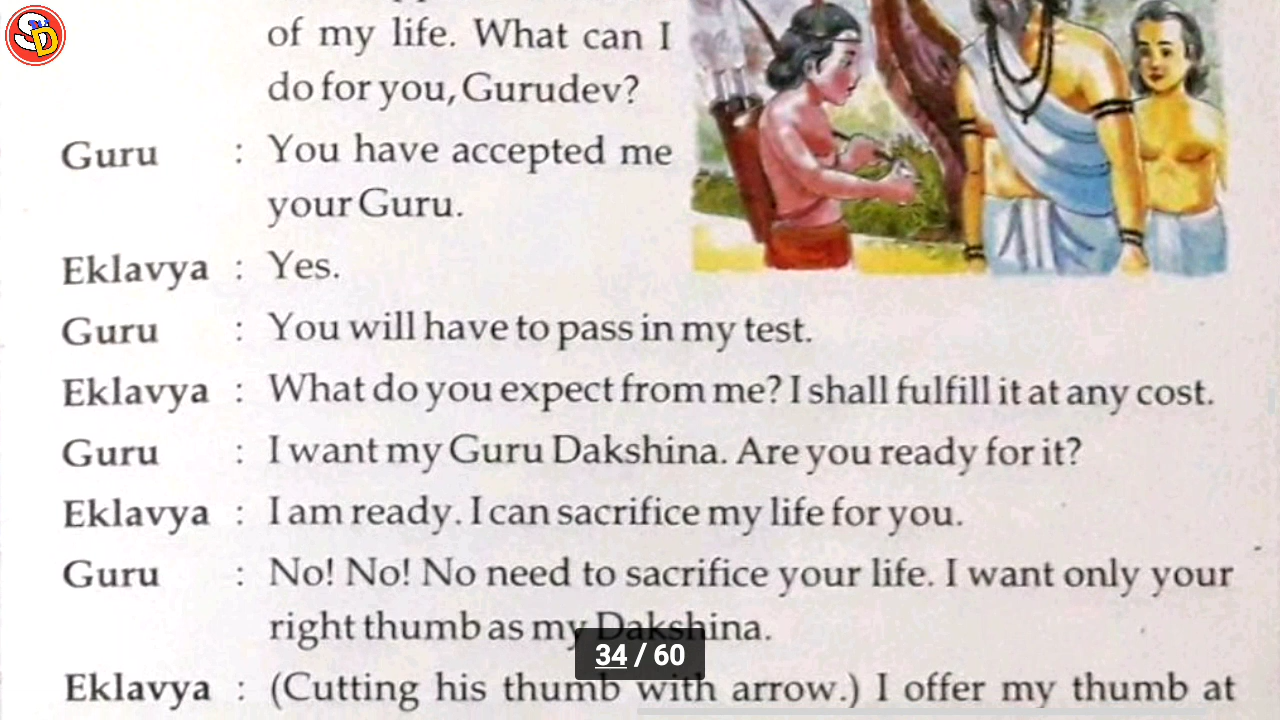 SD
of my life. What can I
do for you, Gurudev?
Guru : You have accepted me
your Guru.
Eklavya : Yes.
Guru : You will have to pass in my test.
Eklavya : What do you expect from me? I shall fulfill it at any cost.
Guru : I want my Guru Dakshina. Are you ready for it?
Eklavya : I am ready. I can sacrifice my life for you.
Guru : No! No! No need to sacrifice your life. I want only your
right thumb as my Dakshina.
34 / 60
Eklavya : (Cutting his thumb with arrow.) I offer my thumb at